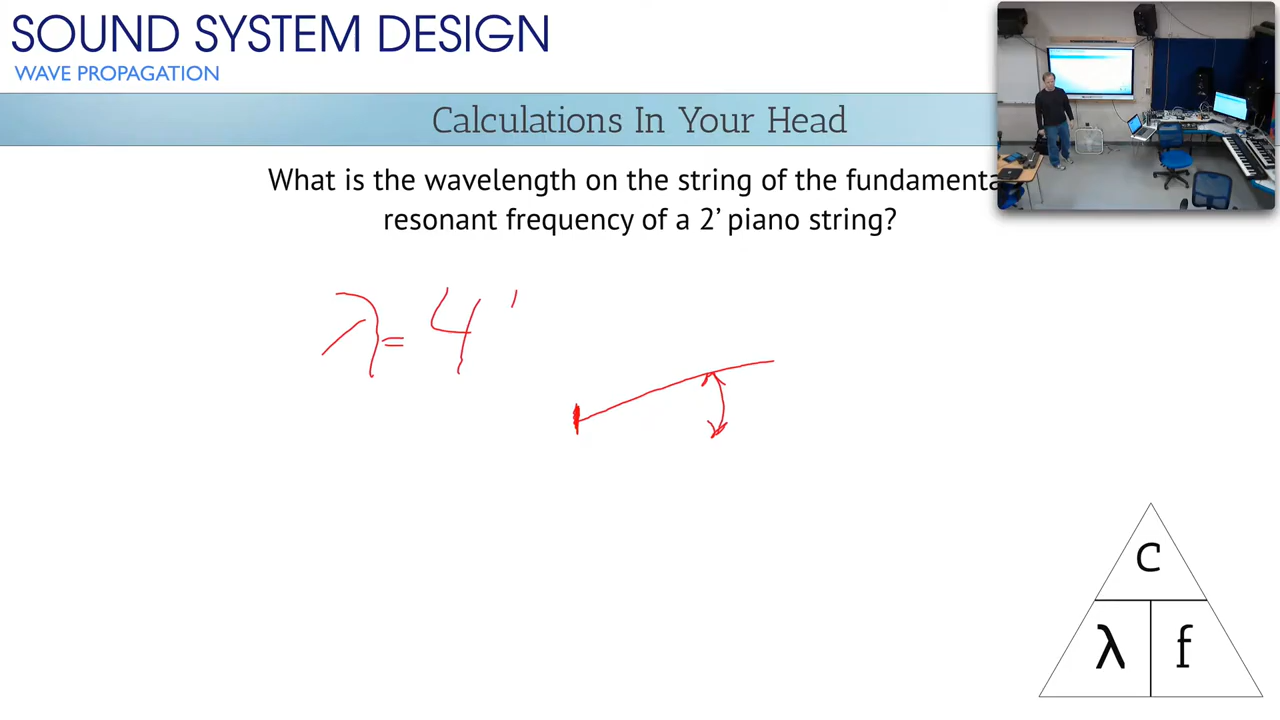 SOUND SYSTEM DESIGN
WAVE PROPAGATION
Calculations In Your Head
What is the wavelength on the string of the fundamenta
resonant frequency of a 2’ piano string?
λ = 4 '
c
λ f